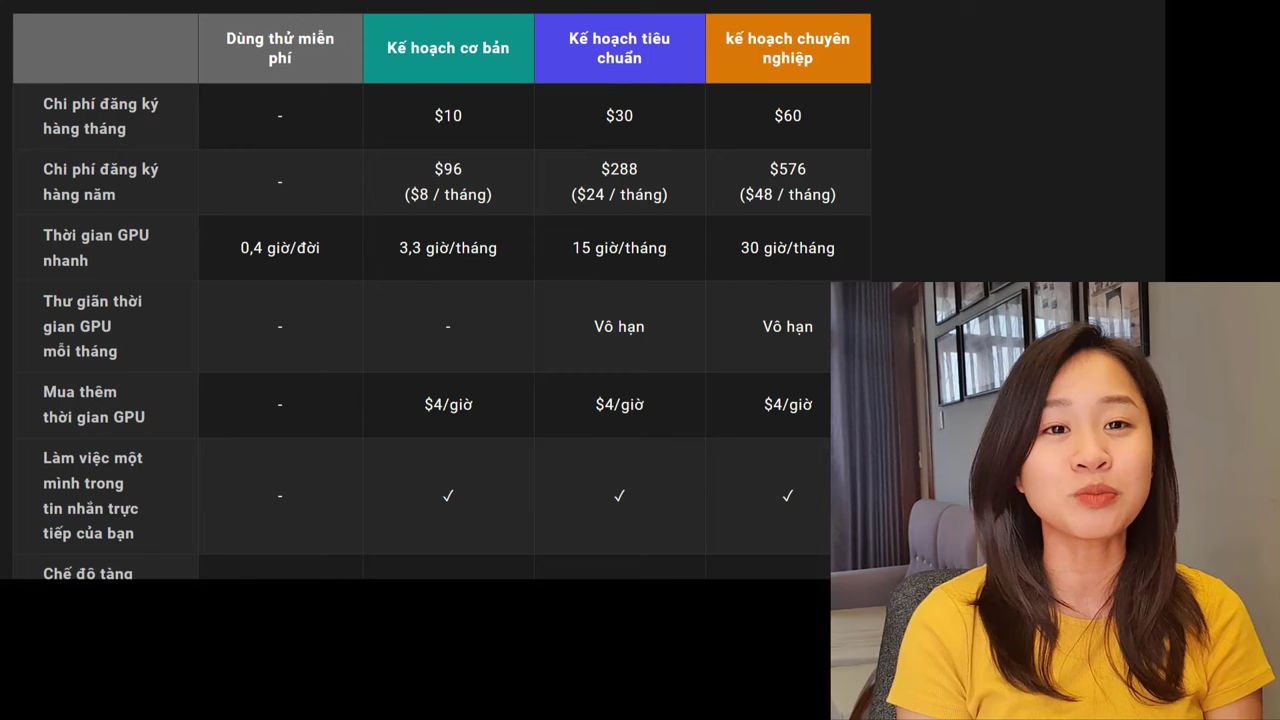 Dùng thử miễn
phí
Kế hoạch cơ bản
Kế hoạch tiêu
chuẩn
kế hoạch chuyên
nghiệp
Chi phí đăng ký
hàng tháng
-
$10
$30
$60
Chi phí đăng ký
hàng năm
-
$96
($8 / tháng)
$288
($24 / tháng)
$576
($48 / tháng)
Thời gian GPU
nhanh
0,4 giờ/đời
3,3 giờ/tháng
15 giờ/tháng
30 giờ/tháng
Thư giãn thời
gian GPU
mỗi tháng
-
-
Vô hạn
Vô hạn
Mua thêm
thời gian GPU
-
$4/giờ
$4/giờ
$4/giờ
Làm việc một
mình trong
tin nhắn trực
tiếp của bạn
-
✓
✓
✓
Chế độ tàng